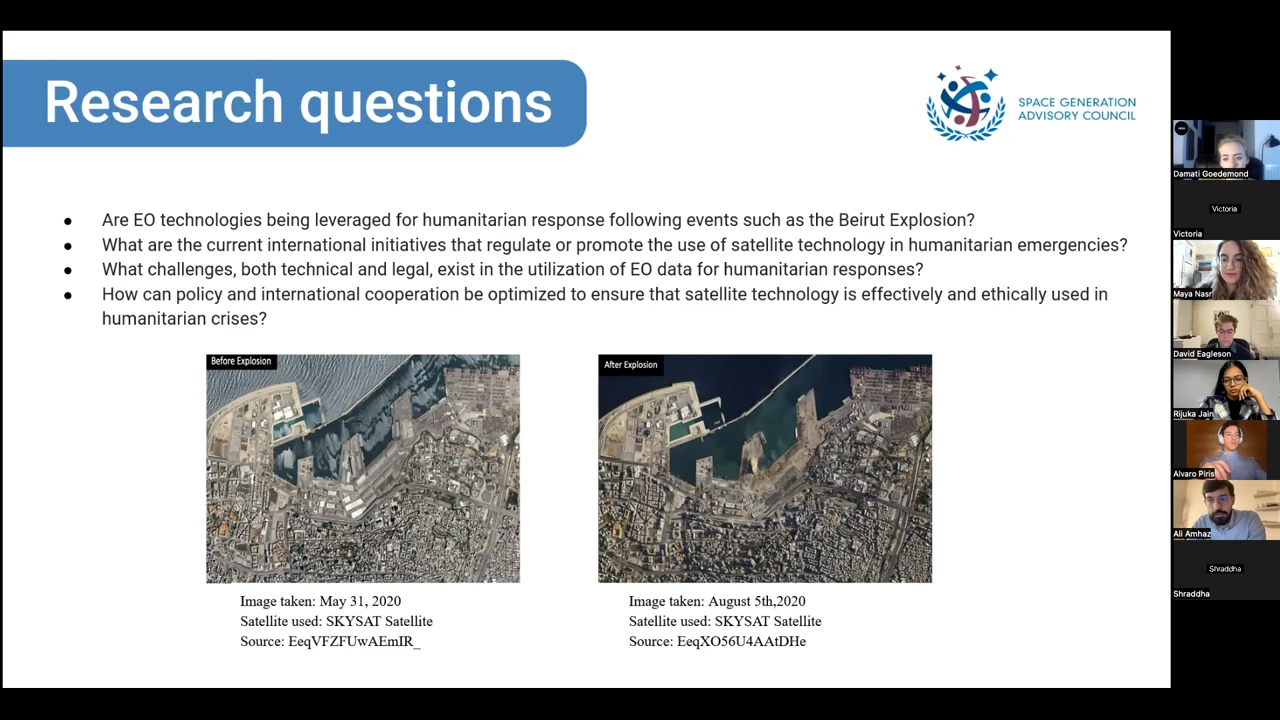 Research questions
SPACE GENERATION
ADVISORY COUNCIL
● Are EO technologies being leveraged for humanitarian response following events such as the Beirut Explosion?
● What are the current international initiatives that regulate or promote the use of satellite technology in humanitarian emergencies?
● What challenges, both technical and legal, exist in the utilization of EO data for humanitarian responses?
● How can policy and international cooperation be optimized to ensure that satellite technology is effectively and ethically used in
humanitarian crises?
Before Explosion
After Explosion
Image taken: May 31, 2020
Satellite used: SKYSAT Satellite
Source: EeqVFZFUwAEmIR_
Image taken: August 5th,2020
Satellite used: SKYSAT Satellite
Source: EeqXO56U4AAtDHe
Damati Goedemond
Victoria
Victoria
Maya Nasr
David Eagleson
Rijuka Jain
Alvaro Piris
Ali Amhaz
Shraddha
Shraddha